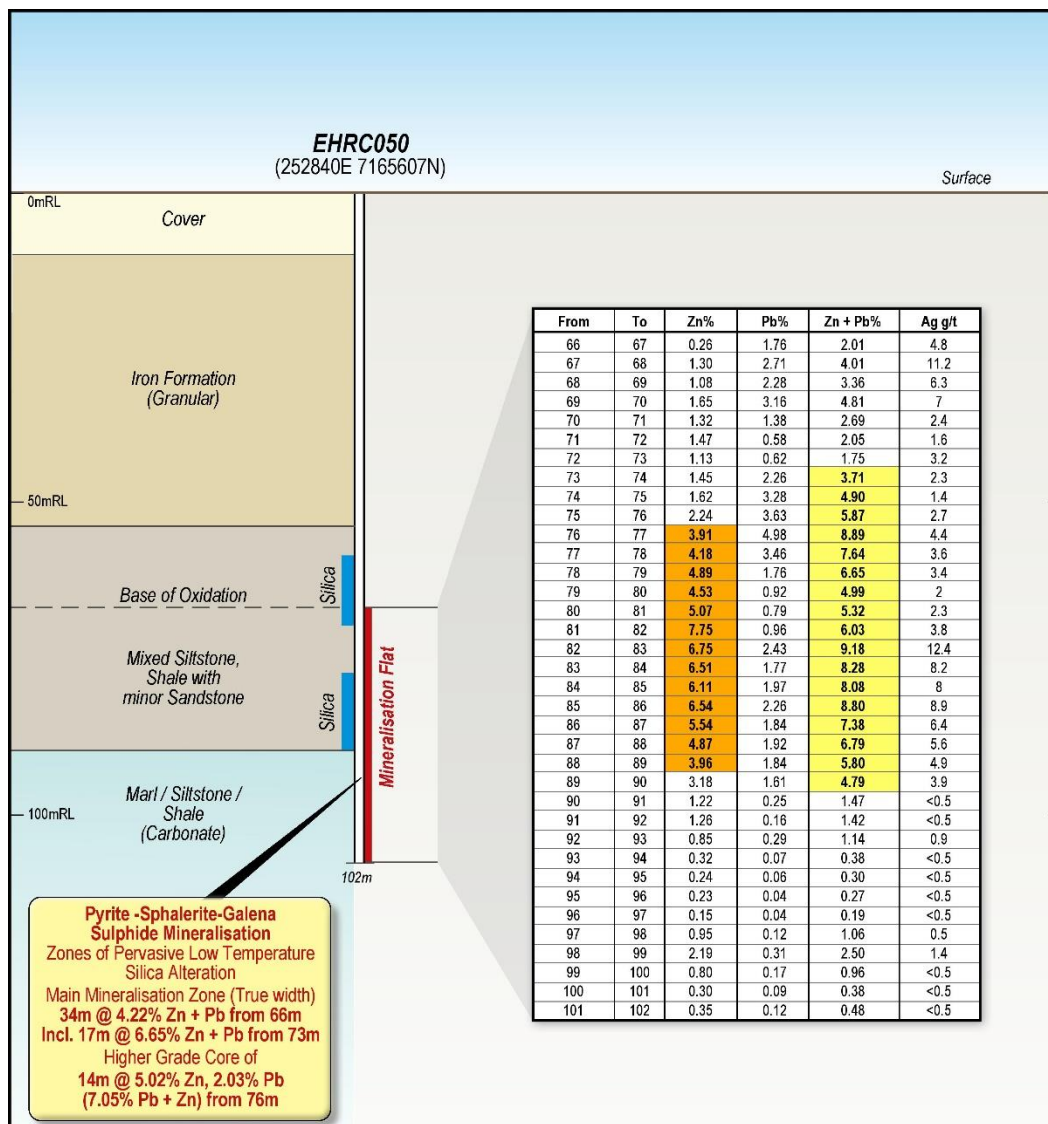 EHRC050
(252840E 7165607N)
Surface
0mRL
Cover
Iron Formation
(Granular)
50mRL
Base of Oxidation
Silica
Mixed Siltstone,
Shale with
minor Sandstone
Silica
Mineralisation Flat
Marl / Siltstone /
Shale
(Carbonate)
100mRL
102m
Pyrite -Sphalerite-Galena
Sulphide Mineralisation
Zones of Pervasive Low Temperature
Silica Alteration
Main Mineralisation Zone (True width)
34m @ 4.22% Zn + Pb from 66m
Incl. 17m @ 6.65% Zn + Pb from 73m
Higher Grade Core of
14m @ 5.02% Zn, 2.03% Pb
(7.05% Pb + Zn) from 76m
From To Zn% Pb% Zn + Pb% Ag g/t
66 67 0.26 1.76 2.01 4.8
67 68 1.30 2.71 4.01 11.2
68 69 1.08 2.28 3.36 6.3
69 70 1.65 3.16 4.81 7
70 71 1.32 1.38 2.69 2.4
71 72 1.47 0.58 2.05 1.6
72 73 1.13 0.62 1.75 3.2
73 74 1.45 2.26 3.71 2.3
74 75 1.62 3.28 4.90 1.4
75 76 2.24 3.63 5.87 2.7
76 77 3.91 4.98 8.89 4.4
77 78 4.18 3.46 7.64 3.6
78 79 4.89 1.76 6.65 3.4
79 80 4.53 0.92 4.99 2
80 81 5.07 0.79 5.32 2.3
81 82 7.75 0.96 6.03 3.8
82 83 6.75 2.43 9.18 12.4
83 84 6.51 1.77 8.28 8.2
84 85 6.11 1.97 8.08 8
85 86 6.54 2.26 8.80 8.9
86 87 5.54 1.84 7.38 6.4
87 88 4.87 1.92 6.79 5.6
88 89 3.96 1.84 5.80 4.9
89 90 3.18 1.61 4.79 3.9
90 91 1.22 0.25 1.47 <0.5
91 92 1.26 0.16 1.42 <0.5
92 93 0.85 0.29 1.14 0.9
93 94 0.32 0.07 0.38 <0.5
94 95 0.24 0.06 0.30 <0.5
95 96 0.23 0.04 0.27 <0.5
96 97 0.15 0.04 0.19 <0.5
97 98 0.95 0.12 1.06 0.5
98 99 2.19 0.31 2.50 1.4
99 100 0.80 0.17 0.96 <0.5
100 101 0.30 0.09 0.38 <0.5
101 102 0.35 0.12 0.48 <0.5